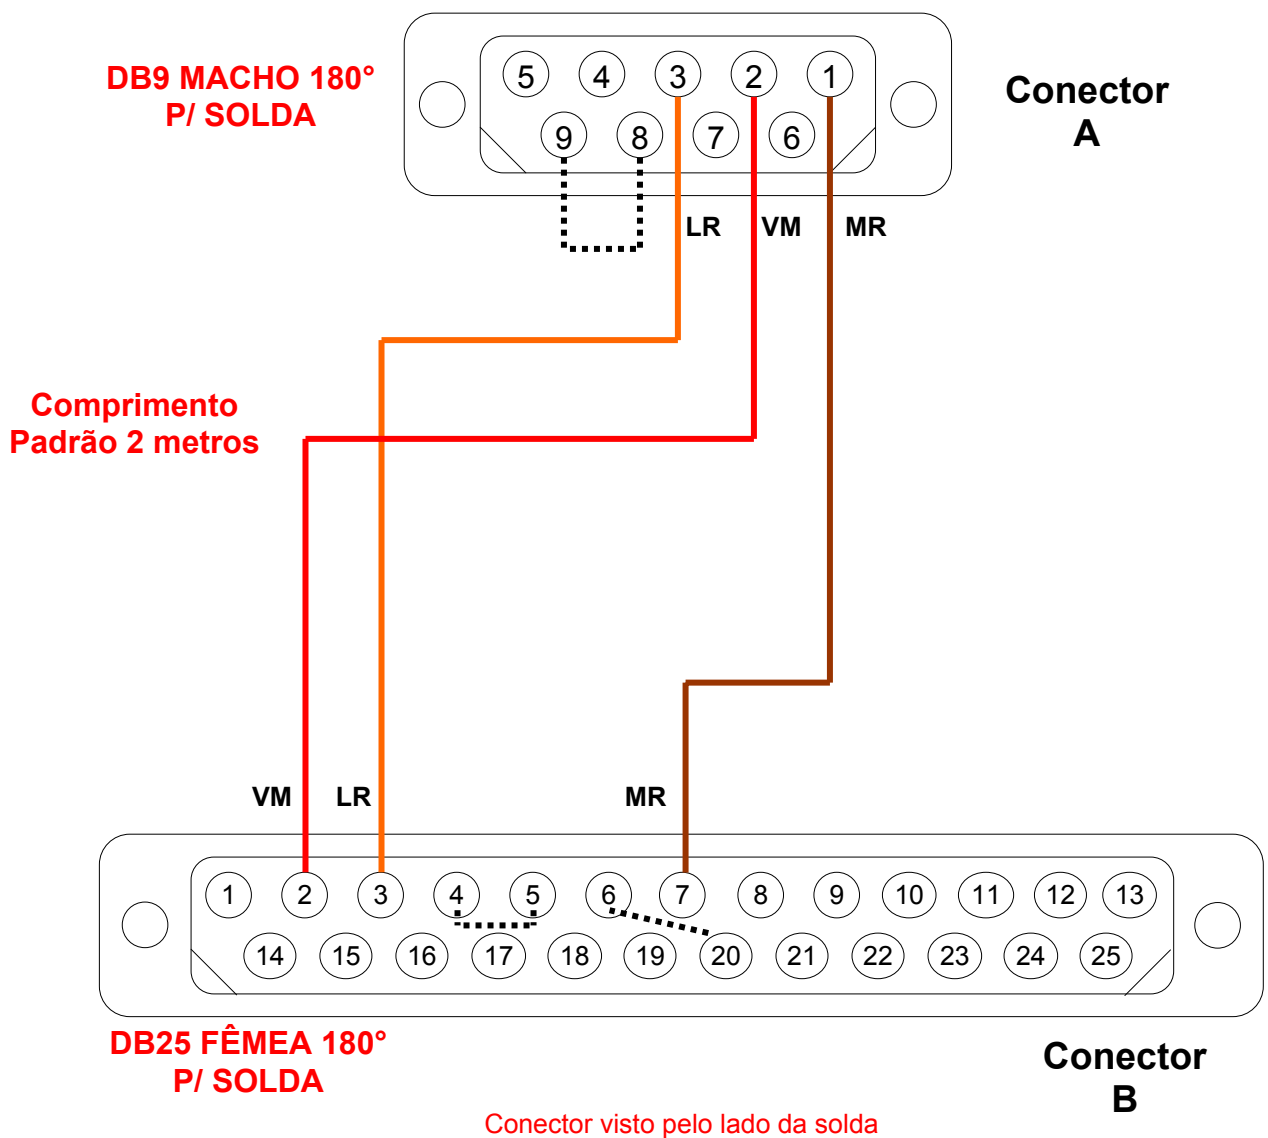 DB9 MACHO 180°
P/ SOLDA
5 4 3 2 1
9 8 7 6
Conector
A
LR VM MR
Comprimento
Padrão 2 metros
VM LR MR
1 2 3 4 5 6 7 8 9 10 11 12 13
14 15 16 17 18 19 20 21 22 23 24 25
DB25 FÊMEA 180°
P/ SOLDA
Conector
B
Conector visto pelo lado da solda